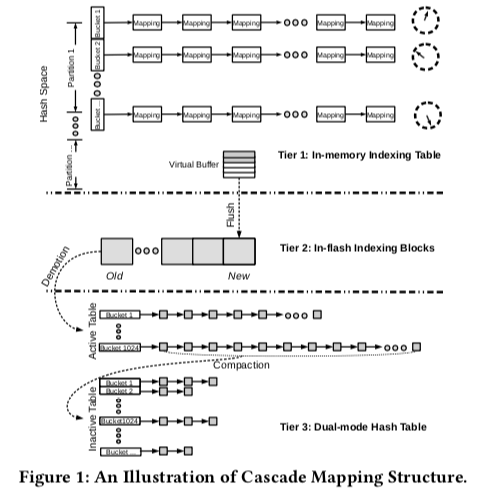 Hash Space
Partition 1
Partition ...
Bucket 1
Mapping Mapping Mapping Mapping Mapping
Bucket 2
Mapping Mapping Mapping Mapping Mapping
Bucket ...
Mapping Mapping Mapping Mapping Mapping
Tier 1: In-memory Indexing Table
Virtual Buffer
Flush
Tier 2: In-flash Indexing Blocks
Old
New
Demotion
Active Table
Bucket 1
Bucket 1024
Compaction
Inactive Table
Bucket 1
Bucket 2
Bucket1024
Bucket ...
Tier 3: Dual-mode Hash Table
Figure 1: An Illustration of Cascade Mapping Structure.